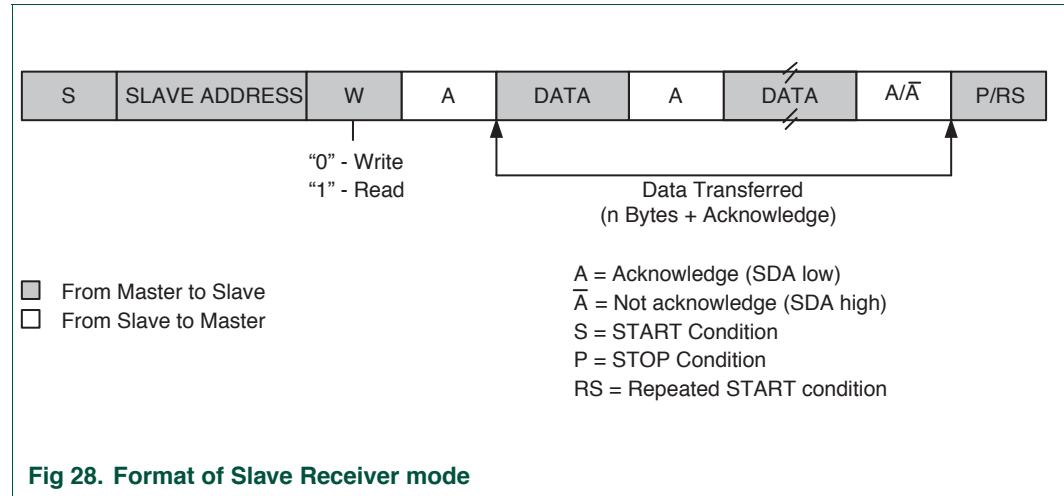 S SLAVE ADDRESS W A DATA A DATA A/A̅ P/RS
“0” - Write
“1” - Read
Data Transferred
(n Bytes + Acknowledge)
From Master to Slave
From Slave to Master
A = Acknowledge (SDA low)
A̅ = Not acknowledge (SDA high)
S = START Condition
P = STOP Condition
RS = Repeated START condition
Fig 28. Format of Slave Receiver mode